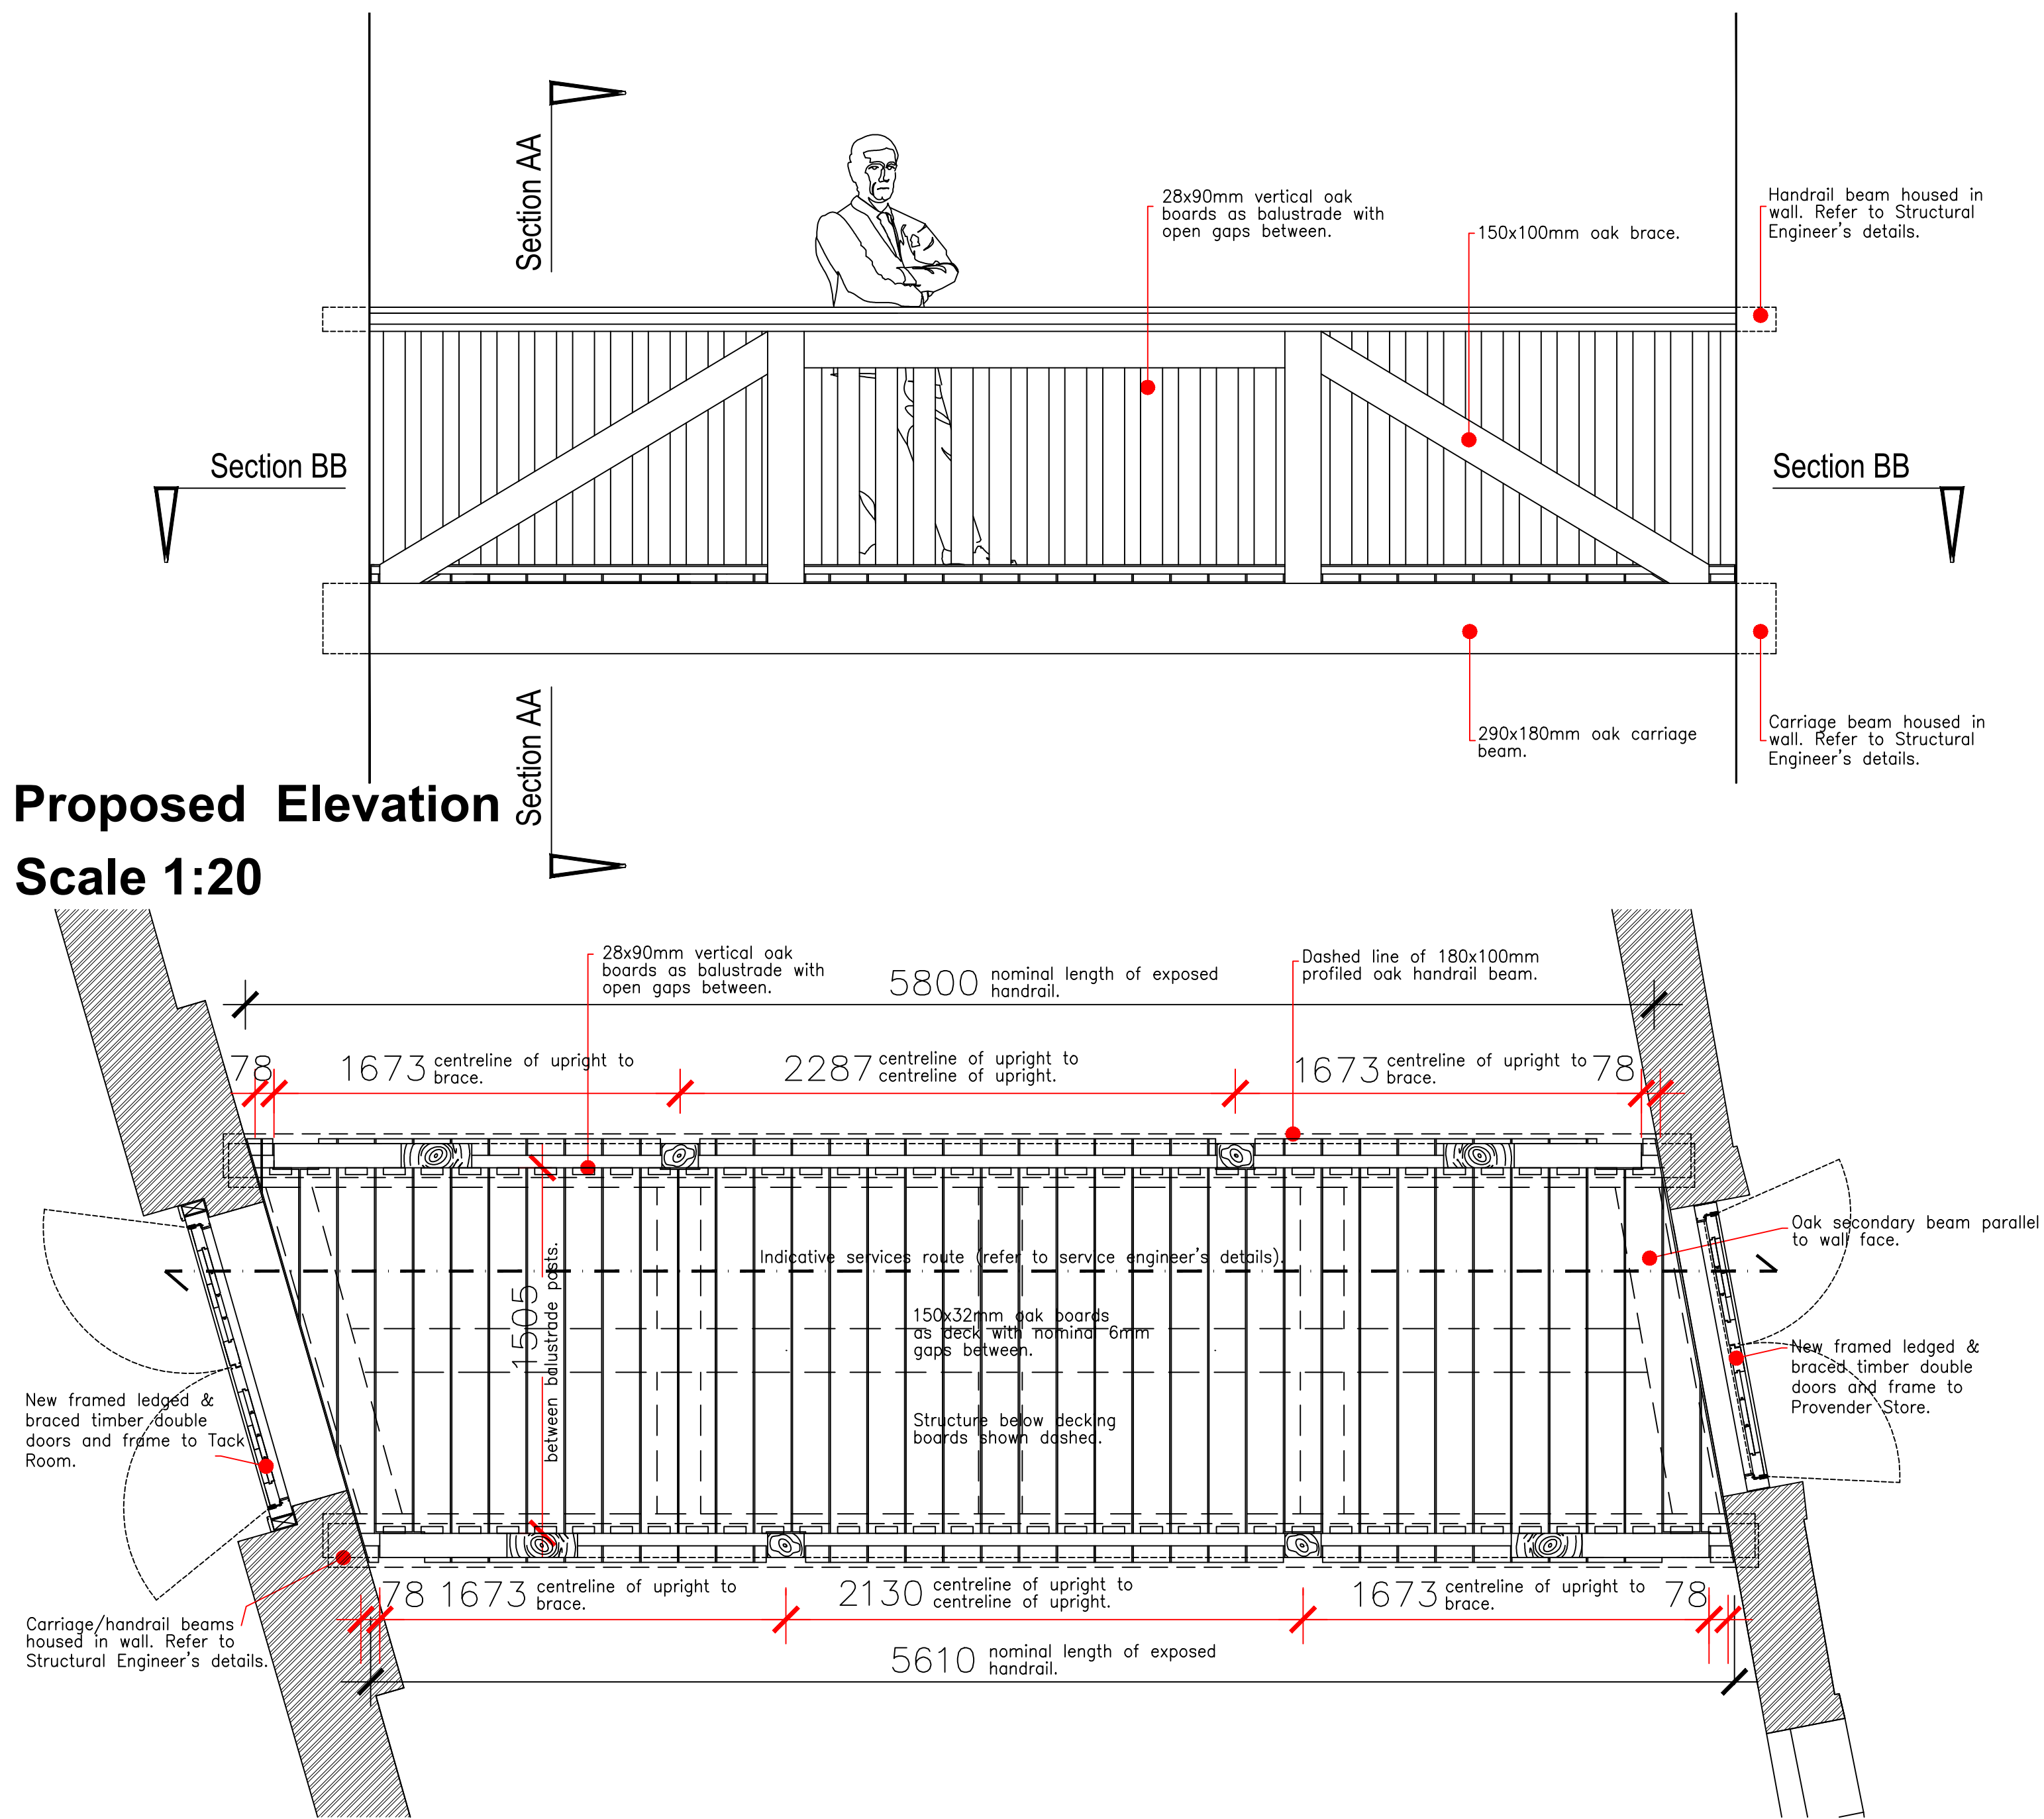 Section AA
28x90mm vertical oak
boards as balustrade with
open gaps between.
150x100mm oak brace.
Handrail beam housed in
wall. Refer to Structural
Engineer's details.
Section BB
Section BB
Section AA
290x180mm oak carriage
beam.
Carriage beam housed in
wall. Refer to Structural
Engineer's details.
Proposed Elevation
Scale 1:20
28x90mm vertical oak
boards as balustrade with
open gaps between.
5800 nominal length of exposed
handrail.
Dashed line of 180x100mm
profiled oak handrail beam.
78
1673 centreline of upright to
brace.
2287 centreline of upright to
centreline of upright.
1673 centreline of upright to
brace.
78
Oak secondary beam parallel
to wall face.
Indicative services route (refer to service engineer's details).
1505
between balustrade posts.
150x32mm oak boards
as deck with nominal 6mm
gaps between.
Structure below decking
boards shown dashed.
New framed ledged &
braced timber double
doors and frame to
Provender Store.
New framed ledged &
braced timber double
doors and frame to Tack
Room.
Carriage/handrail beams
housed in wall. Refer to
Structural Engineer's details.
78
1673 centreline of upright to
brace.
2130 centreline of upright to
centreline of upright.
1673 centreline of upright to
brace.
78
5610 nominal length of exposed
handrail.